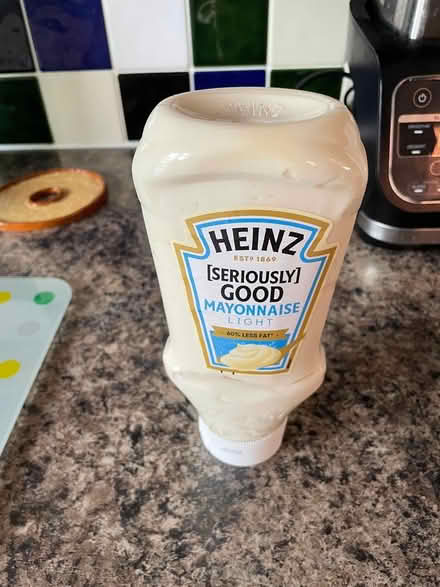 HEINZ
ESTD 1869
[SERIOUSLY]
GOOD
MAYONNAISE
LIGHT
60% LESS FAT*